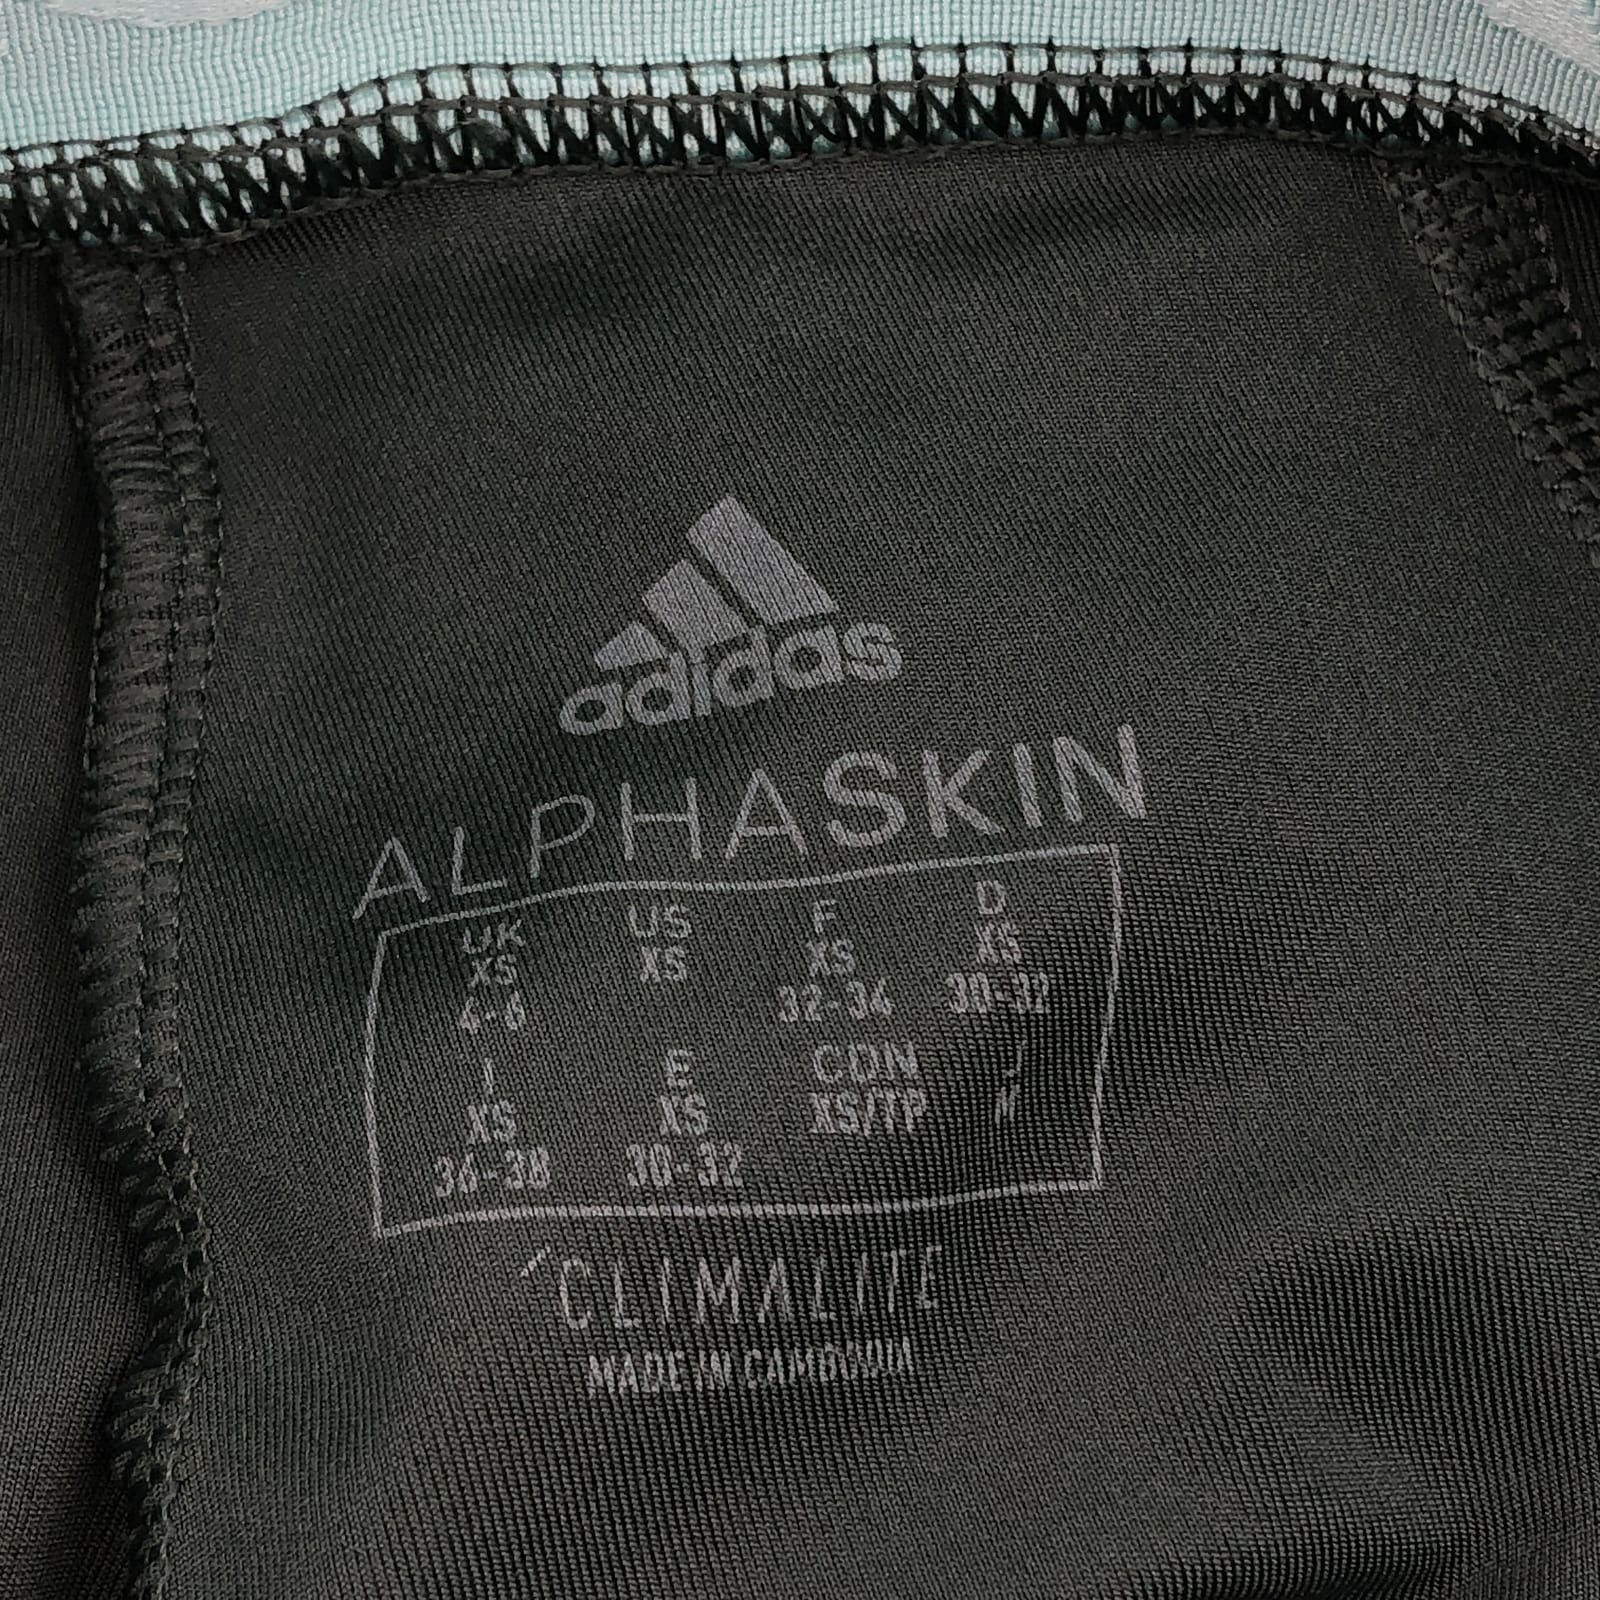 adidas
ALPHASKIN
UK US F D
XS XS XS XS
4-6 32-34 30-32
I E CDN J
XS XS XS/TP M
36-38 30-32
CLIMALITE
MADE IN CAMBODIA